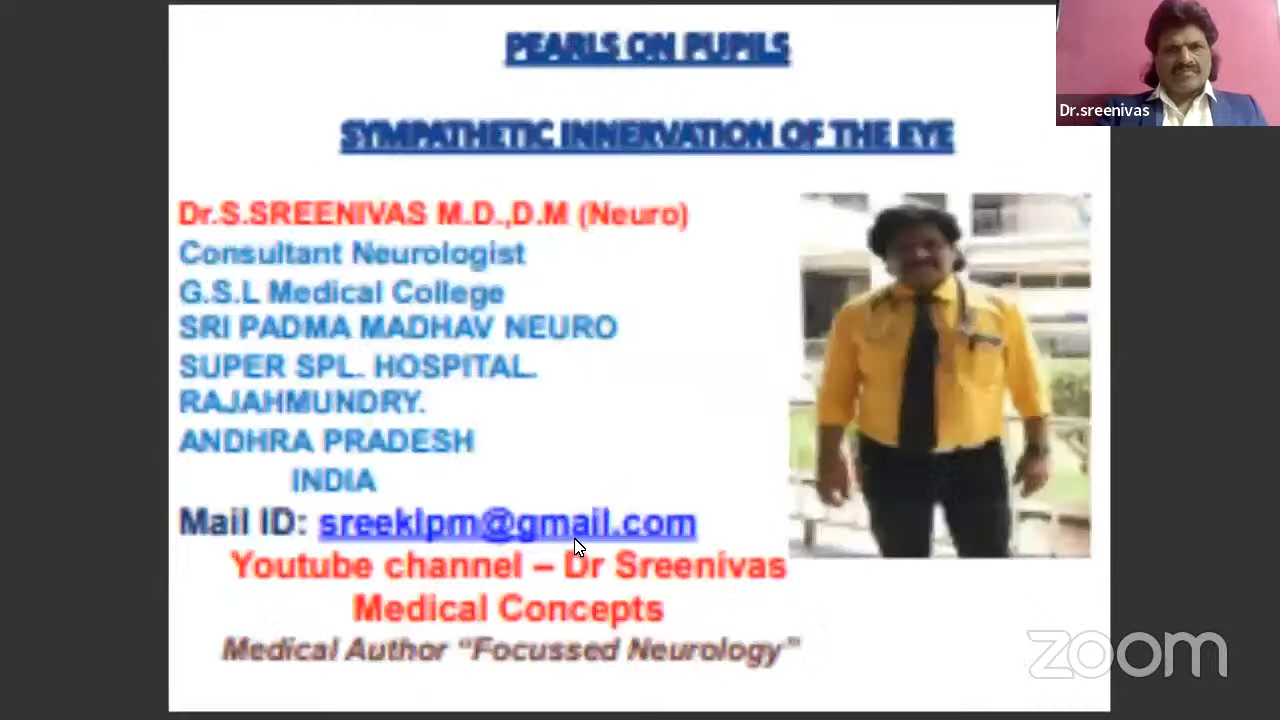 PEARLS ON PUPILS
SYMPATHETIC INNERVATION OF THE EYE
Dr.sreenivas
Dr.S.SREENIVAS M.D.,D.M (Neuro)
Consultant Neurologist
G.S.L Medical College
SRI PADMA MADHAV NEURO
SUPER SPL. HOSPITAL.
RAJAHMUNDRY.
ANDHRA PRADESH
INDIA
Mail ID: sreeklpm@gmail.com
Youtube channel – Dr Sreenivas
Medical Concepts
Medical Author “Focussed Neurology”
zoom